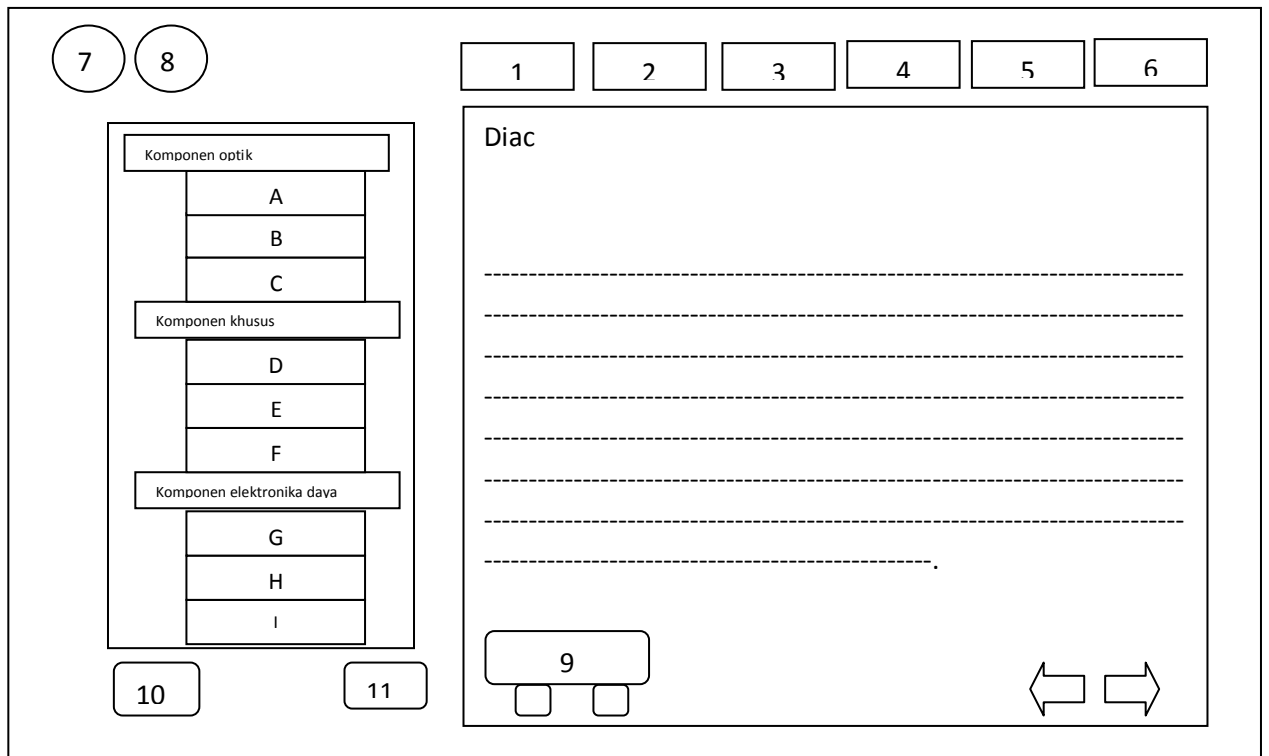 7 8
1 2 3 4 5 6
Komponen optik
A
B
C
Komponen khusus
D
E
F
Komponen elektronika daya
G
H
I
10 11
Diac
--------------------------------------------------------------------------------
--------------------------------------------------------------------------------
--------------------------------------------------------------------------------
--------------------------------------------------------------------------------
--------------------------------------------------------------------------------
--------------------------------------------------------------------------------
--------------------------------------------------------------------------------
---------------------------------------------------.
9